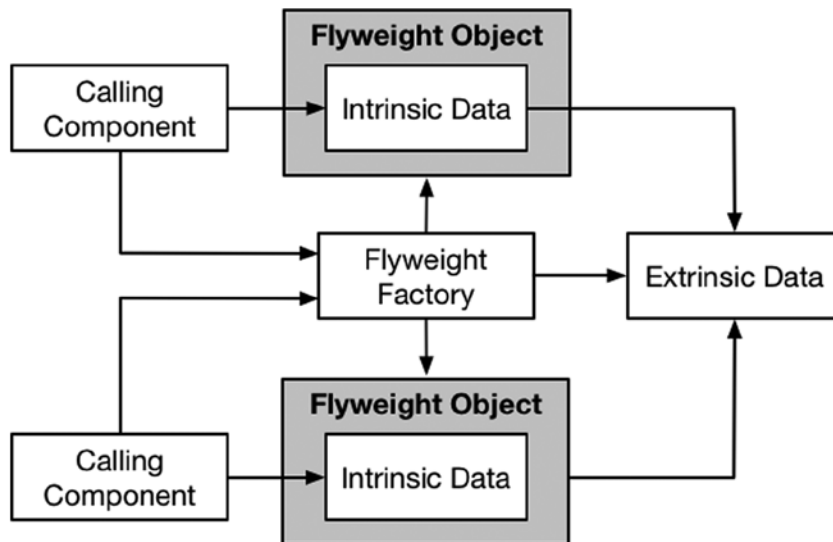 Flyweight Object
Calling
Component
Intrinsic Data
Flyweight
Factory
Extrinsic Data
Flyweight Object
Calling
Component
Intrinsic Data